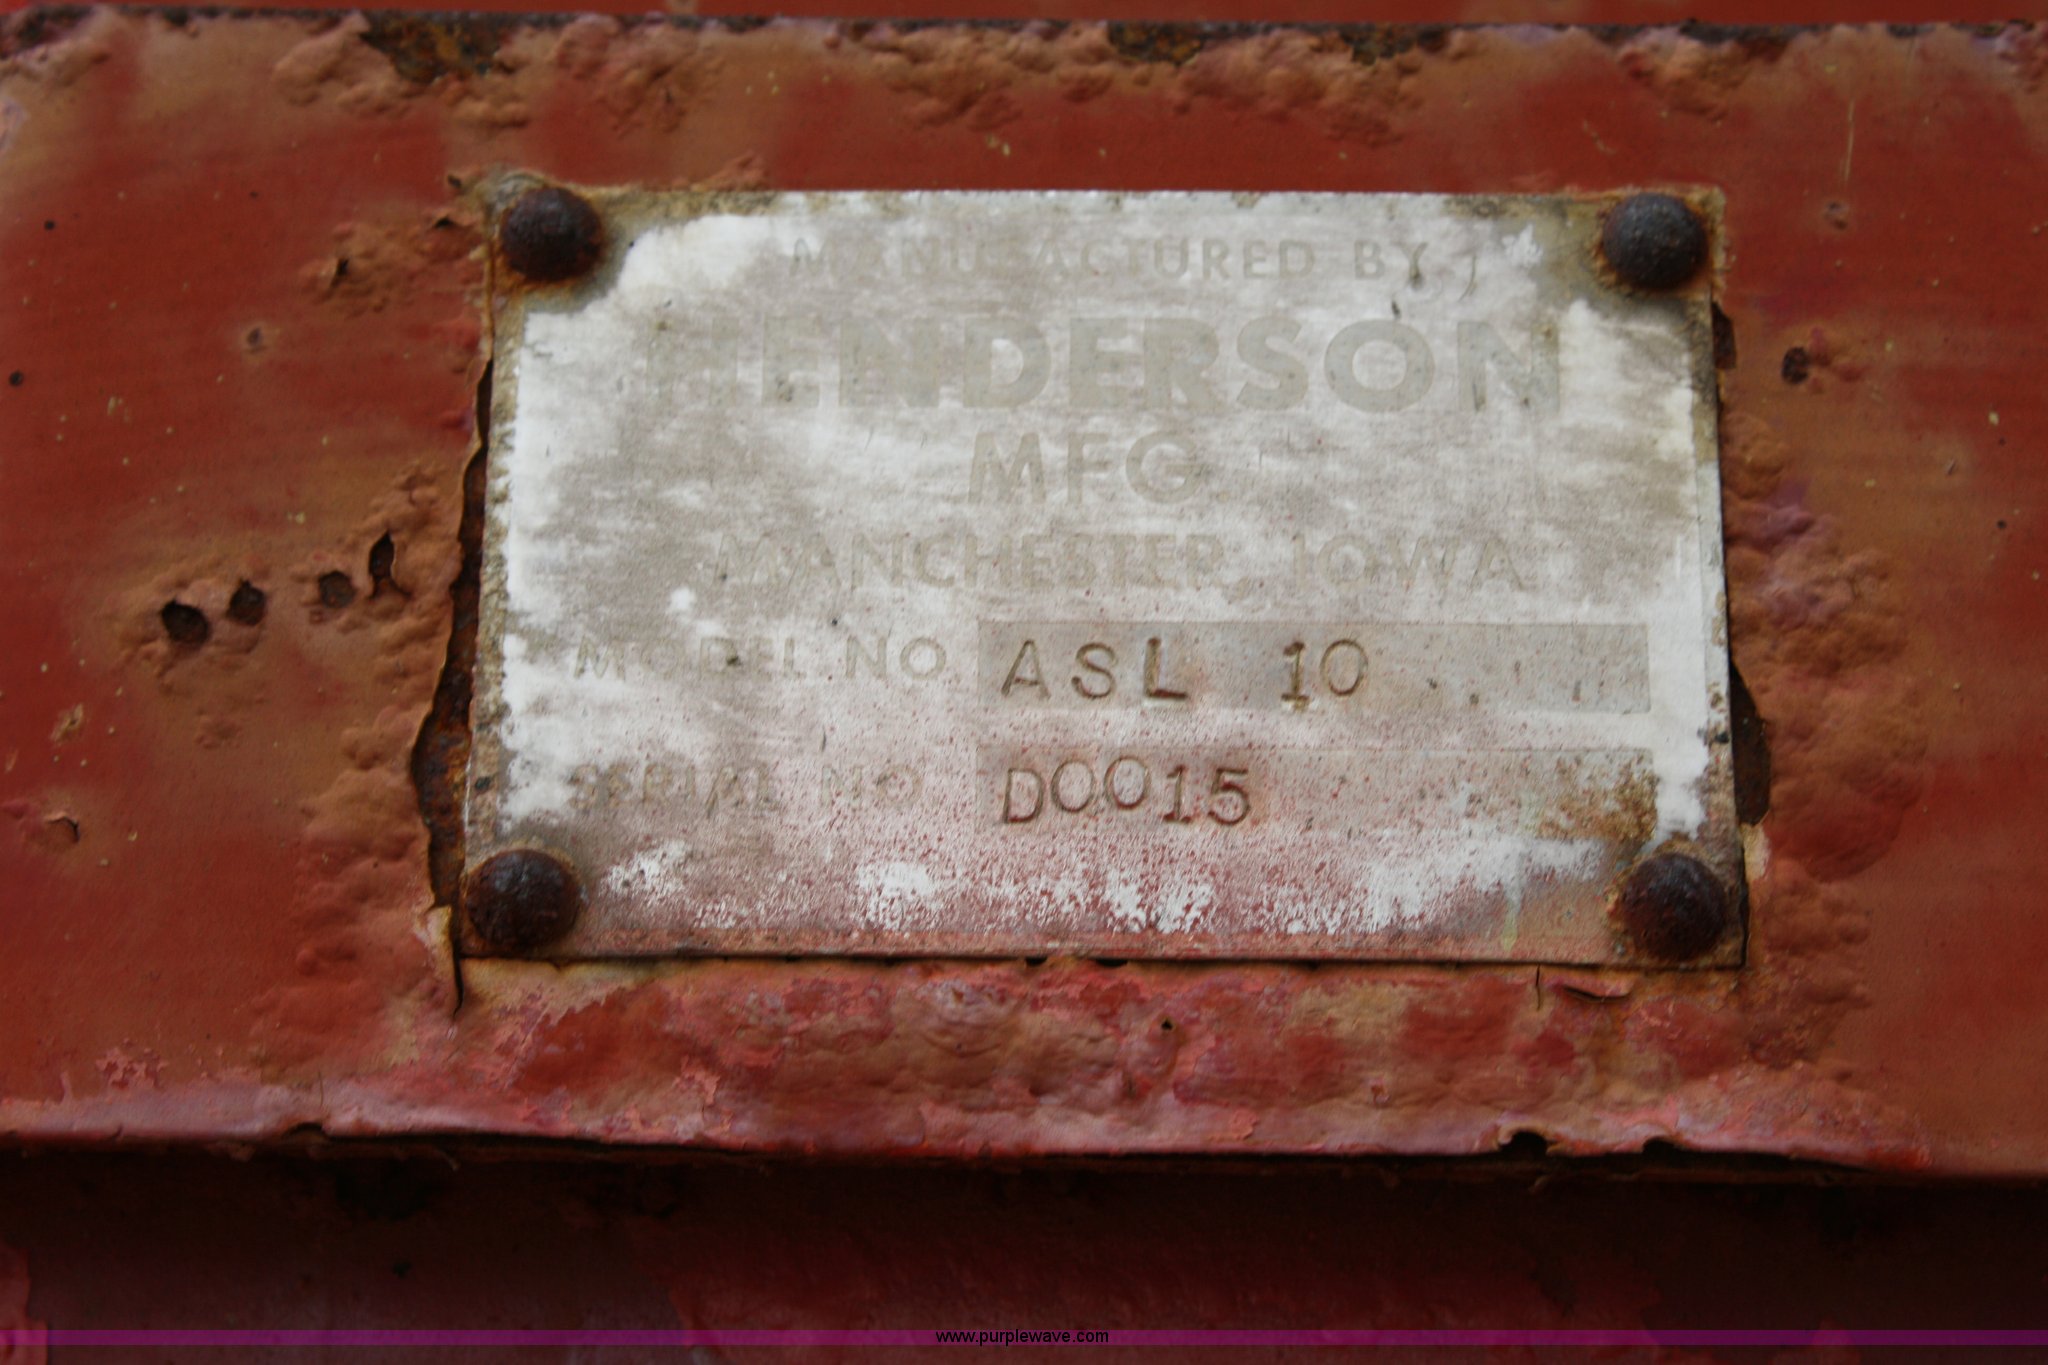 MANUFACTURED BY
HENDERSON
MFG.
MANCHESTER, IOWA
MODEL NO ASL 10
SERIAL NO D0015
www.purplewave.com